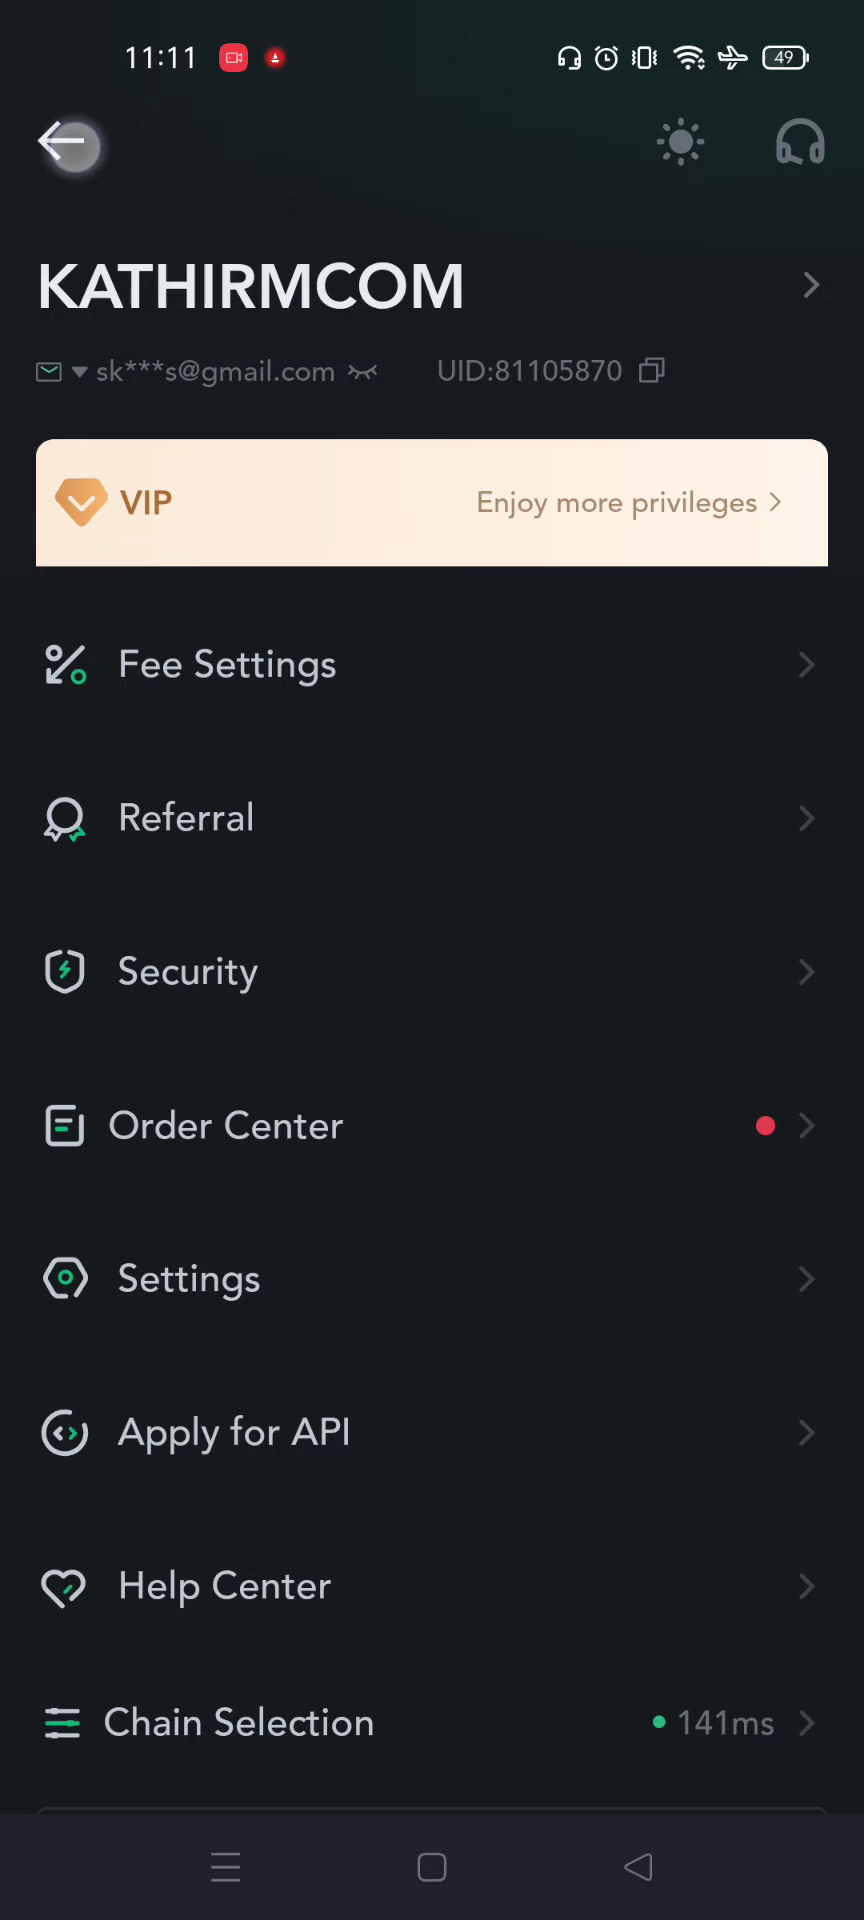 11:11
49
KATHIRMCOM
sk***s@gmail.com UID:81105870
VIP Enjoy more privileges
Fee Settings
Referral
Security
Order Center
Settings
Apply for API
Help Center
Chain Selection 141ms